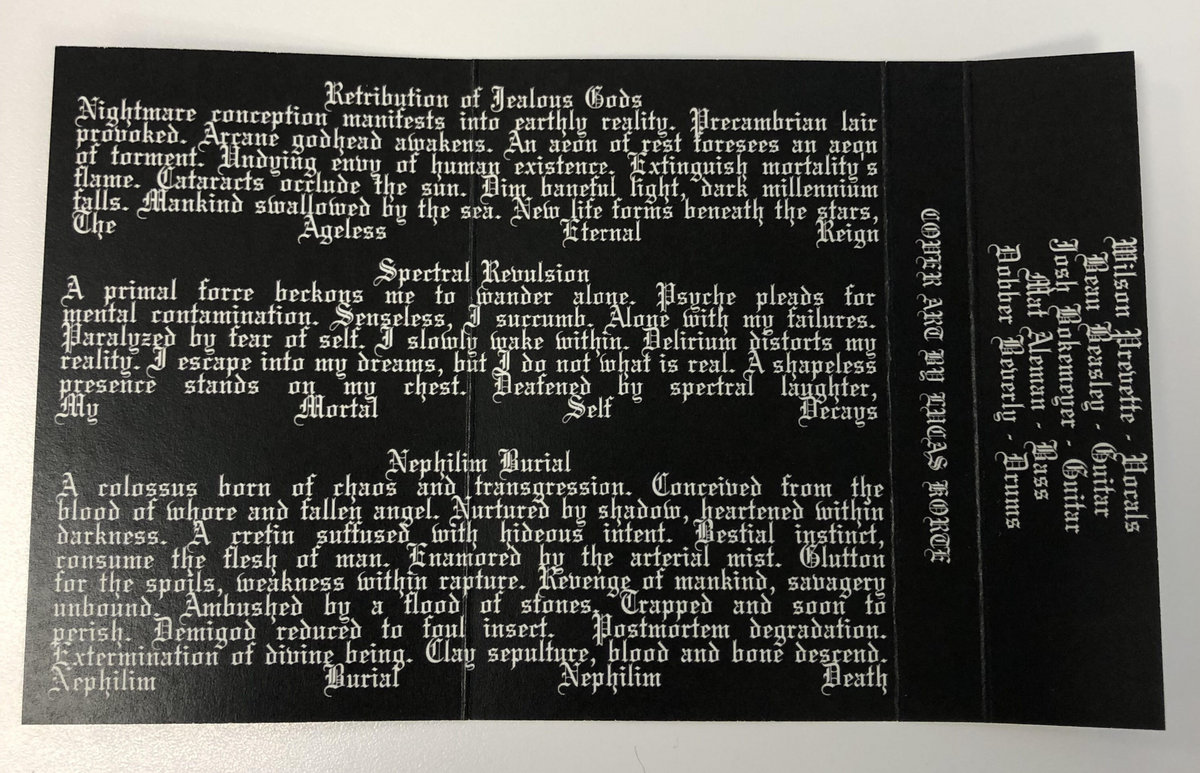 Retribution of Jealous Gods
Nightmare conception manifests into earthly reality. Precambrian lair
provoked. Arcane godhead awakens. An aeon of rest foresees an aeon
of torment. Undying envy of human existence. Extinguish mortality's
flame. Cataracts occlude the sun. Dim baneful light, dark millennium
falls. Mankind swallowed by the sea. New life forms beneath the stars,
The Ageless Eternal Reign
Spectral Revulsion
A primal force beckons me to wander alone. Psyche pleads for
mental contamination. Senseless, I succumb. Alone with my failures.
Paralyzed by fear of self. I slowly wake within. Delirium distorts my
reality. I escape into my dreams, but I do not what is real. A shapeless
presence stands on my chest. Deafened by spectral laughter,
My Mortal Self Decays
Nephilim Burial
A colossus born of chaos and transgression. Conceived from the
blood of whore and fallen angel. Nurtured by shadow, heartened within
darkness. A cretin suffused with hideous intent. Bestial instinct,
consume the flesh of man. Enamored by the arterial mist. Glutton
for the spoils, weakness within rapture. Revenge of mankind, savagery
unbound. Ambushed by a flood of stones. Trapped and soon to
perish. Demigod reduced to foul insect. Postmortem degradation.
Extermination of divine being. Clay sepulture, blood and bone descend.
Nephilim Burial Nephilim Death
COVER ART BY LUCAS KORTE
Wilson Prevette - Vocals
Beau Beasley - Guitar
Josh Bokemeyer - Guitar
Mat Aleman - Bass
Dobber Beverly - Drums